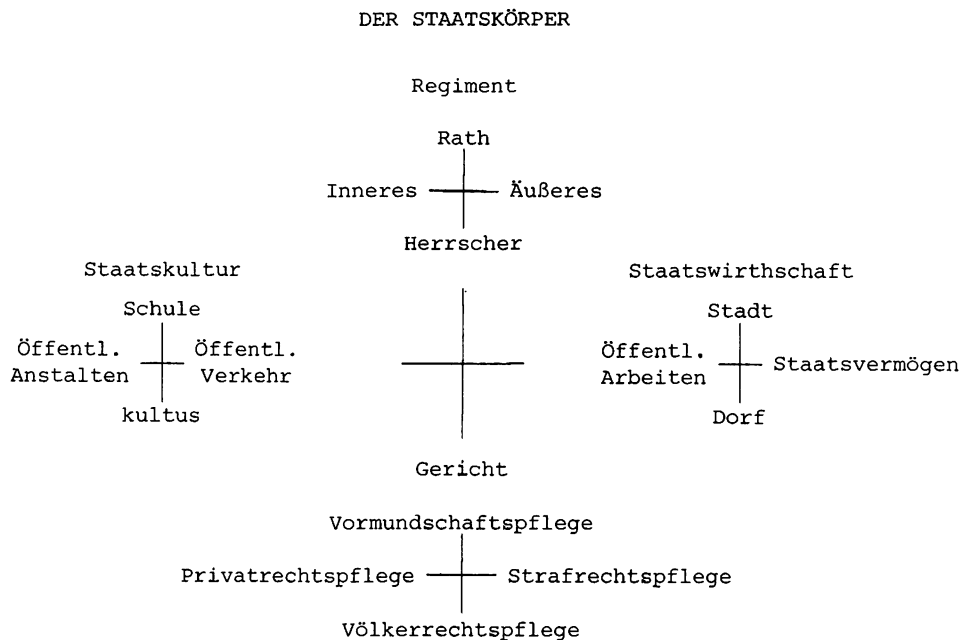 DER STAATSKÖRPER
Regiment
Rath
Inneres Äußeres
Herrscher
Staatskultur Staatswirthschaft
Schule Stadt
Öffentl. Öffentl. Öffentl.
Anstalten Verkehr Arbeiten Staatsvermögen
kultus Dorf
Gericht
Vormundschaftspflege
Privatrechtspflege Strafrechtspflege
Völkerrechtspflege